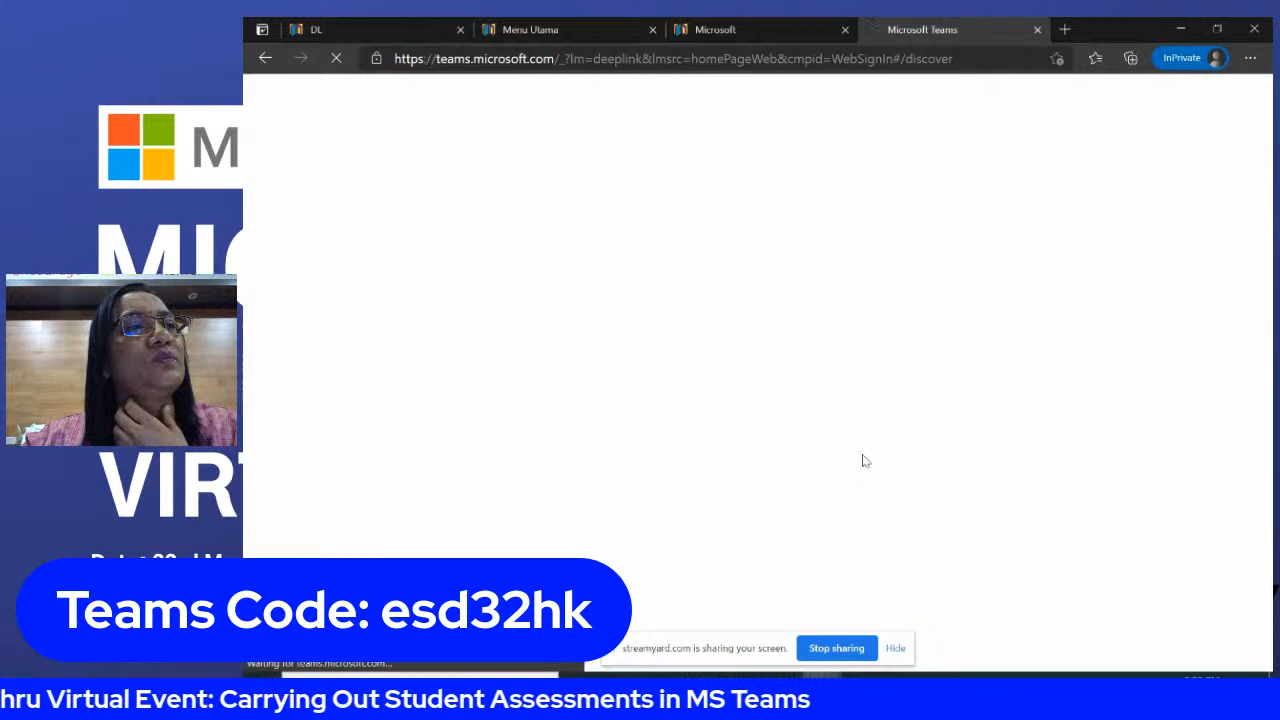 DL
Menu Utama
Microsoft
Microsoft Teams
https://teams.microsoft.com/_?lm=deeplink&lmsrc=homePageWeb&cmpid=WebSignIn#/discover
InPrivate
M
VIRT
Teams Code: esd32hk
streamyard.com is sharing your screen.
Stop sharing
Hide
Waiting for teams.microsoft.com...
hru Virtual Event: Carrying Out Student Assessments in MS Teams